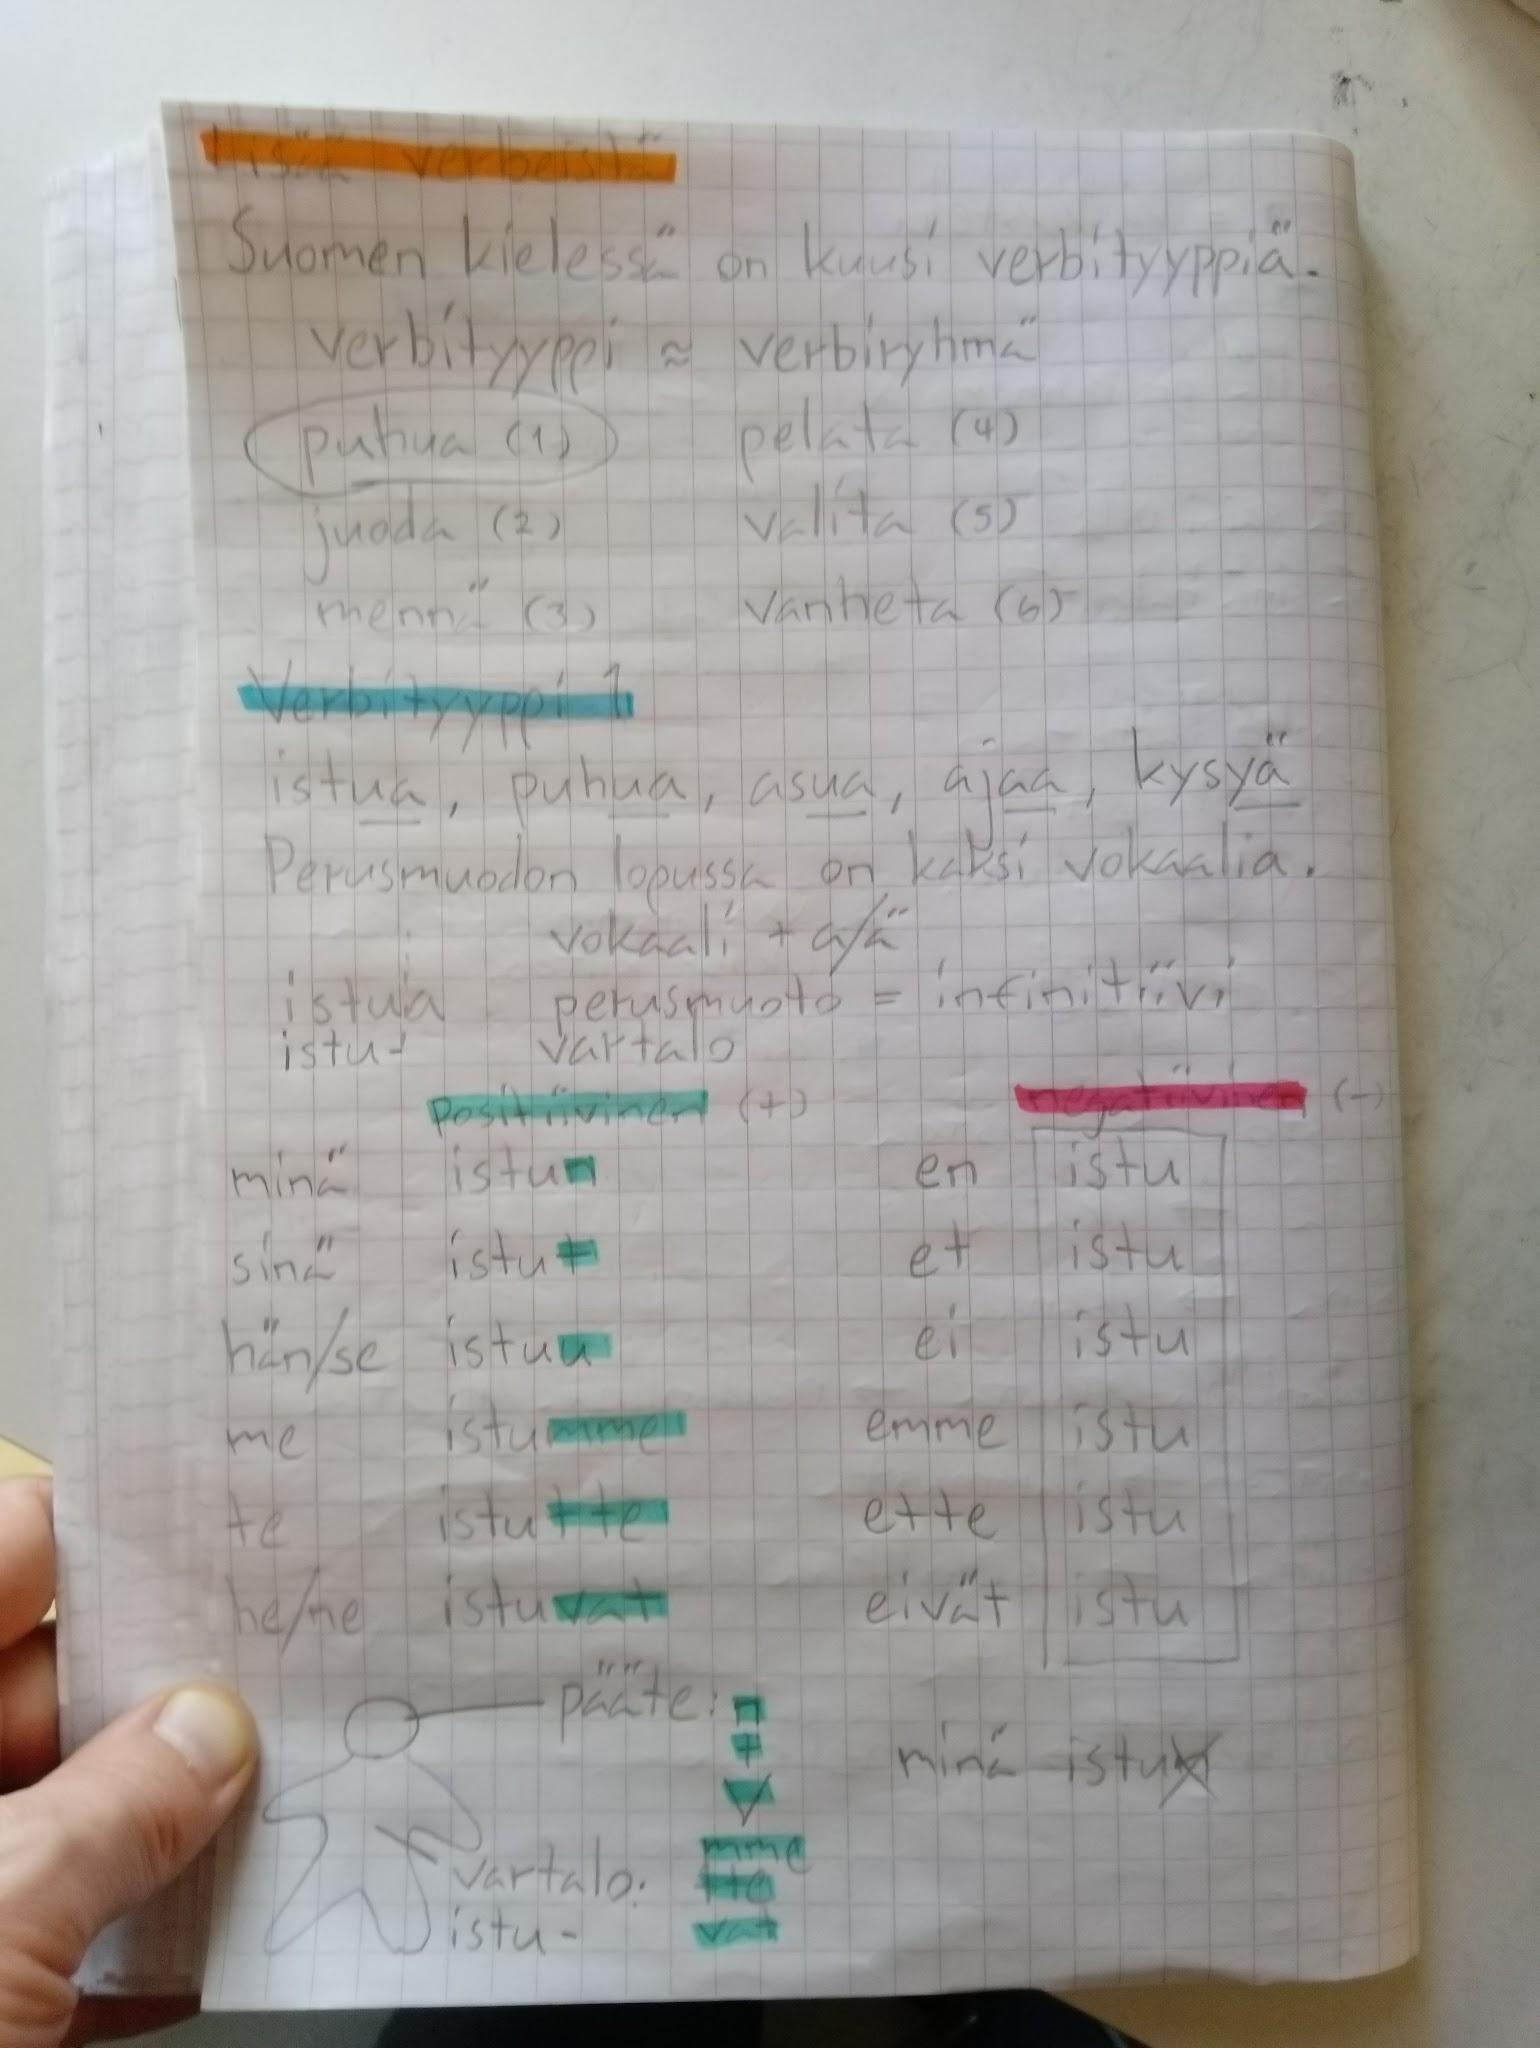 Lisää verbeistä
Suomen kielessä on kuusi verbityyppiä.
verbityyppi ≈ verbiryhmä
puhua (1) pelata (4)
juoda (2) valita (5)
mennä (3) vanheta (6)
Verbityyppi 1
istua, puhua, asua, ajaa, kysyä
Perusmuodon lopussa on kaksi vokaalia.
vokaali + a/ä
istua perusmuoto = infinitiivi
istu- vartalo
positiivinen (+) negatiivinen (-)
minä istun en istu
sinä istut et istu
hän/se istuu ei istu
me istumme emme istu
te istutte ette istu
he/ne istuvat eivät istu
pääte: n
t
V
mme
tte
vat
minä istun
vartalo:
istu-